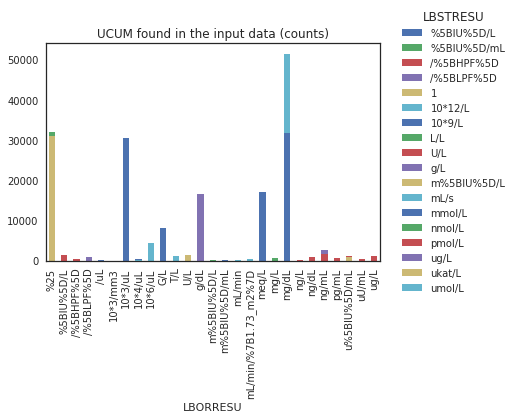 UCUM found in the input data (counts)
LBSTRESU
%5BIU%5D/L
%5BIU%5D/mL
/%5BHPF%5D
/%5BLPF%5D
1
10*12/L
10*9/L
L/L
U/L
g/L
m%5BIU%5D/L
mL/s
mmol/L
nmol/L
pmol/L
ug/L
ukat/L
umol/L
50000
40000
30000
20000
10000
0
%25
%5BIU%5D/L
/%5BHPF%5D
/%5BLPF%5D
/uL
10*3/mm3
10*3/uL
10*4/uL
10*6/uL
G/L
T/L
U/L
g/dL
m%5BIU%5D/L
m%5BIU%5D/mL
mL/min
mL/min/%7B1.73_m2%7D
meq/L
mg/L
mg/dL
ng/L
ng/dL
ng/mL
pg/mL
u%5BIU%5D/mL
uU/mL
ug/L
LBORRESU